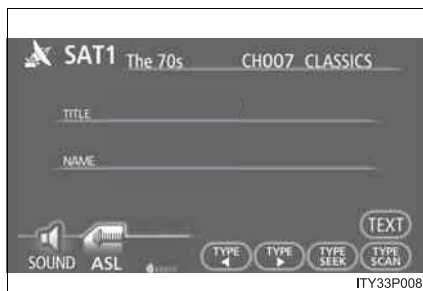 SAT1 The 70s CH007 CLASSICS
TITLE
NAME
TEXT
SOUND ASL TYPE TYPE TYPE SEEK TYPE SCAN
ITY33P008